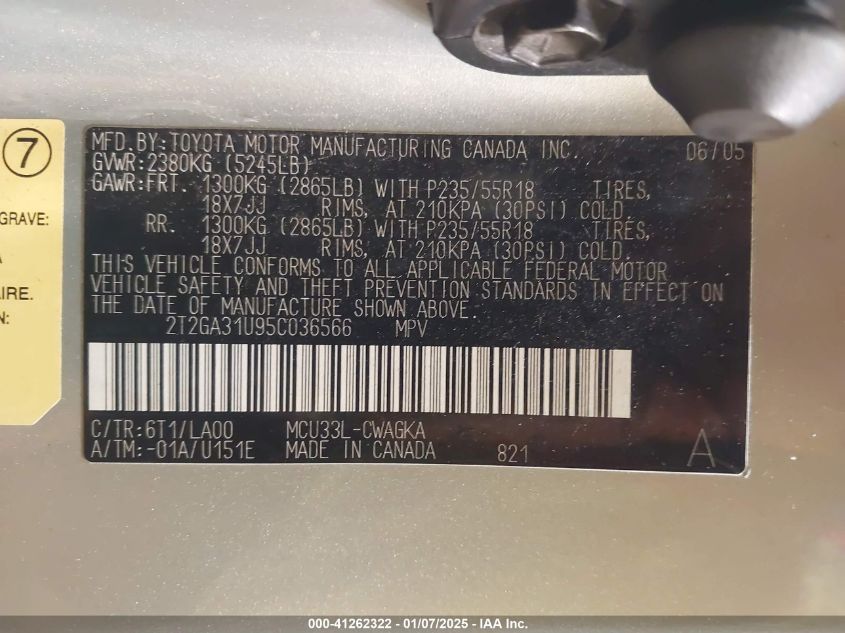 7
GRAVE:
AIRE.
N:
MFD.BY:TOYOTA MOTOR MANUFACTURING CANADA INC. 06/05
GVWR:2380KG (5245LB)
GAWR:FRT. 1300KG (2865LB) WITH P235/55R18 TIRES,
18X7JJ RIMS, AT 210KPA (30PSI) COLD.
RR. 1300KG (2865LB) WITH P235/55R18 TIRES,
18X7JJ RIMS, AT 210KPA (30PSI) COLD.
THIS VEHICLE CONFORMS TO ALL APPLICABLE FEDERAL MOTOR
VEHICLE SAFETY AND THEFT PREVENTION STANDARDS IN EFFECT ON
THE DATE OF MANUFACTURE SHOWN ABOVE.
2T2GA31U95C036566 MPV
C/TR:6T1/LA00 MCU33L-CWAGKA
A/TM:-01A/U151E MADE IN CANADA 821 A
000-41262322 - 01/07/2025 - IAA Inc.